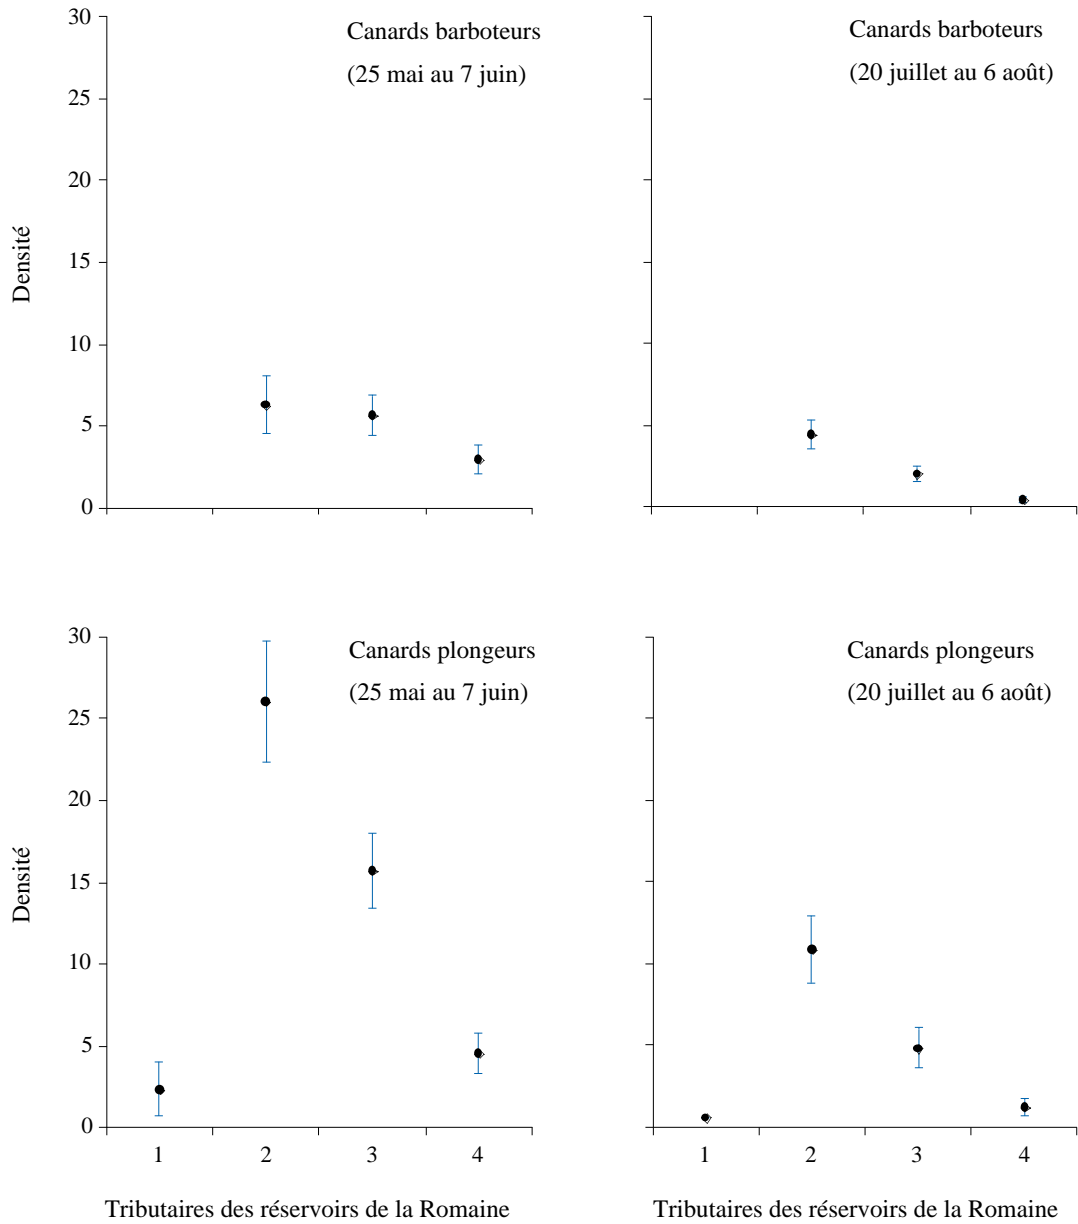 30
25
20
15
10
5
0
Densité
Canards barboteurs
(25 mai au 7 juin)
Canards barboteurs
(20 juillet au 6 août)
30
25
20
15
10
5
0
Densité
Canards plongeurs
(25 mai au 7 juin)
1 2 3 4
Tributaires des réservoirs de la Romaine
Canards plongeurs
(20 juillet au 6 août)
1 2 3 4
Tributaires des réservoirs de la Romaine